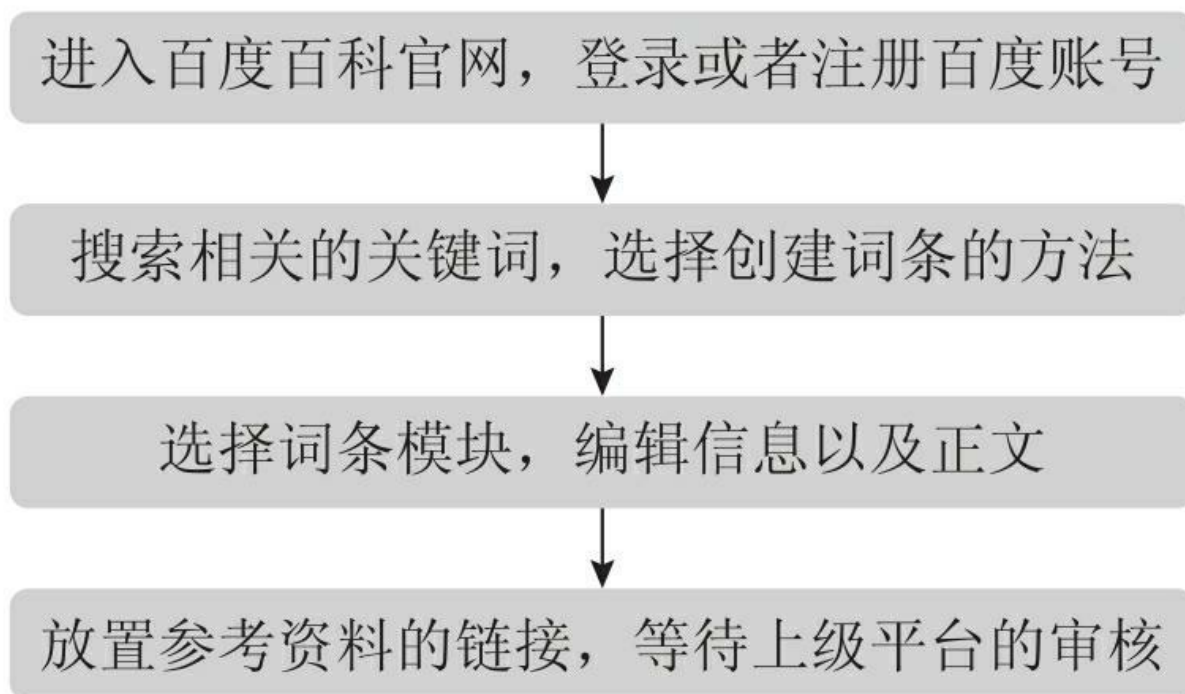 进入百度百科官网，登录或者注册百度账号
搜索相关的关键词，选择创建词条的方法
选择词条模块，编辑信息以及正文
放置参考资料的链接，等待上级平台的审核